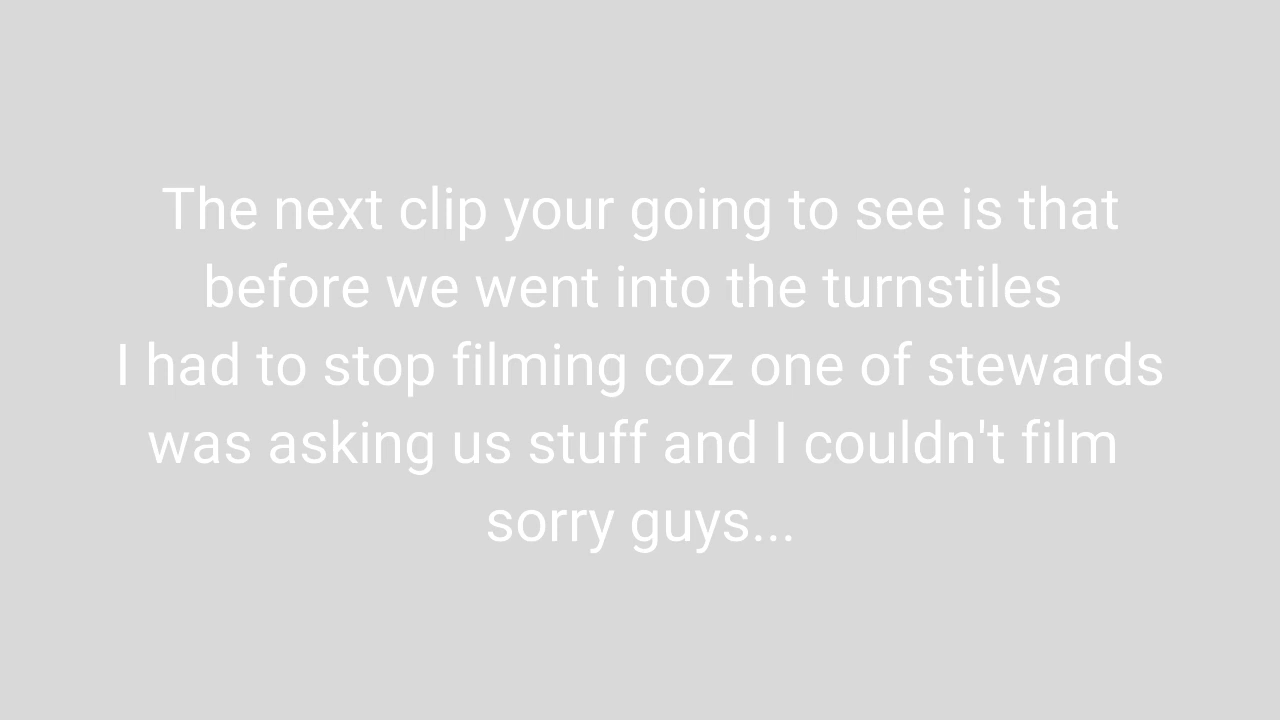 The next clip your going to see is that
before we went into the turnstiles
I had to stop filming coz one of stewards
was asking us stuff and I couldn't film
sorry guys...